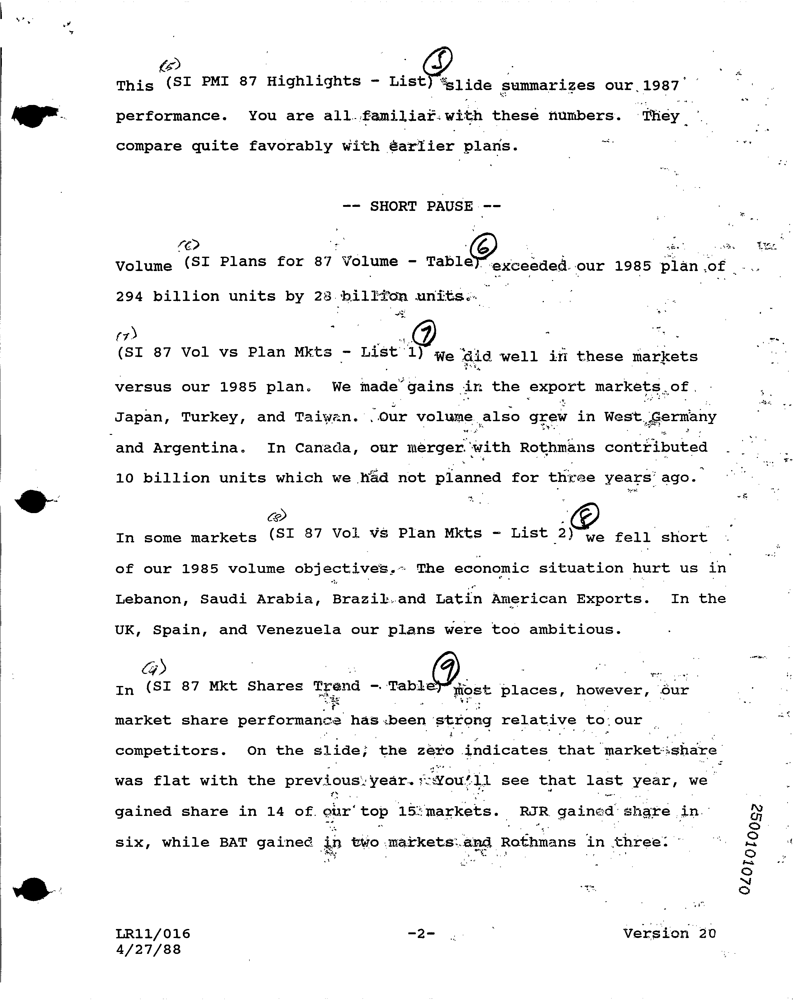 (5) (5)
This (SI PMI 87 Highlights - List) slide summarizes our 1987
performance. You are all familiar with these numbers. They
compare quite favorably with earlier plans.
-- SHORT PAUSE --
(6) (6)
Volume (SI Plans for 87 Volume - Table) exceeded our 1985 plan of
294 billion units by 28 billion units.
(7) (7)
(SI 87 Vol vs Plan Mkts - List 1) We did well in these markets
versus our 1985 plan. We made gains in the export markets of
Japan, Turkey, and Taiwan. Our volume also grew in West Germany
and Argentina. In Canada, our merger with Rothmans contributed
10 billion units which we had not planned for three years ago.
(8) (8)
In some markets (SI 87 Vol vs Plan Mkts - List 2) we fell short
of our 1985 volume objectives. The economic situation hurt us in
Lebanon, Saudi Arabia, Brazil and Latin American Exports. In the
UK, Spain, and Venezuela our plans were too ambitious.
(9) (9)
In (SI 87 Mkt Shares Trend - Table) most places, however, our
market share performance has been strong relative to our
competitors. On the slide, the zero indicates that market share
was flat with the previous year. You'll see that last year, we
gained share in 14 of our top 15 markets. RJR gained share in
six, while BAT gained in two markets and Rothmans in three.
2500101070
LR11/016 -2- Version 20
4/27/88